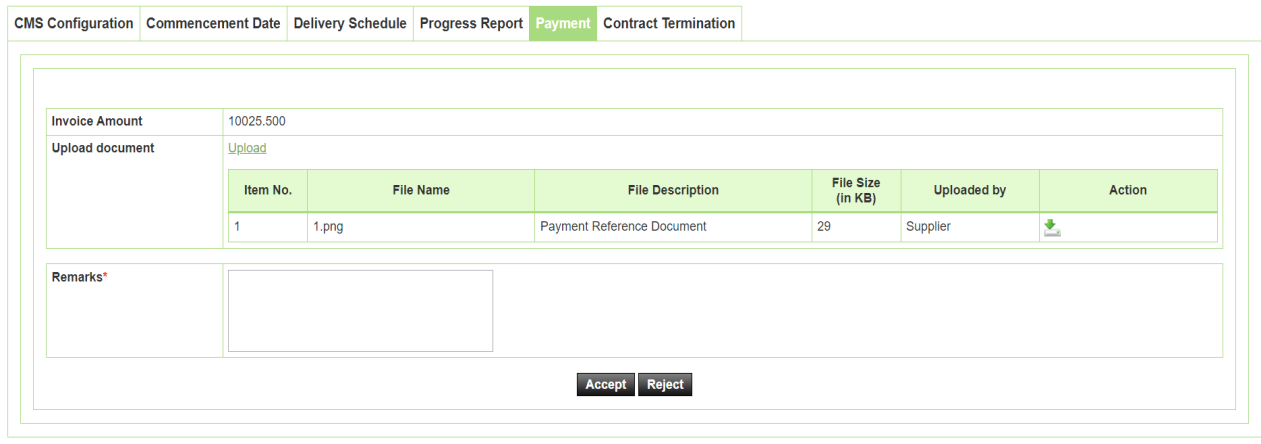 CMS Configuration Commencement Date Delivery Schedule Progress Report Payment Contract Termination
Invoice Amount 10025.500
Upload document Upload
Item No. File Name File Description File Size (in KB) Uploaded by Action
1 1.png Payment Reference Document 29 Supplier
Remarks*
Accept Reject